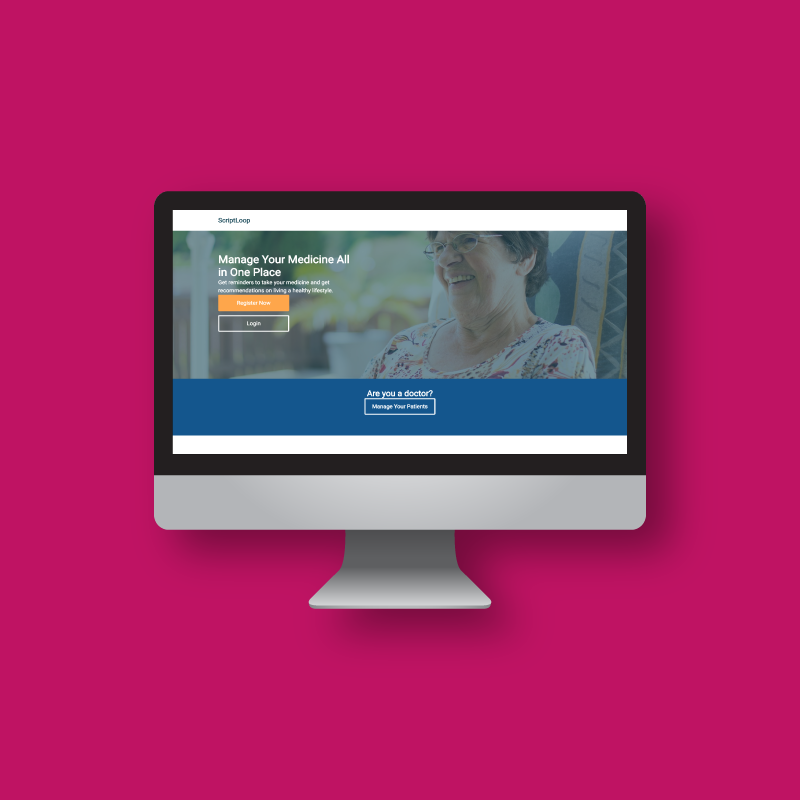 ScriptLoop
Manage Your Medicine All
in One Place
Get reminders to take your medicine and get
recommendations on living a healthy lifestyle.
Register Now
Login
Are you a doctor?
Manage Your Patients